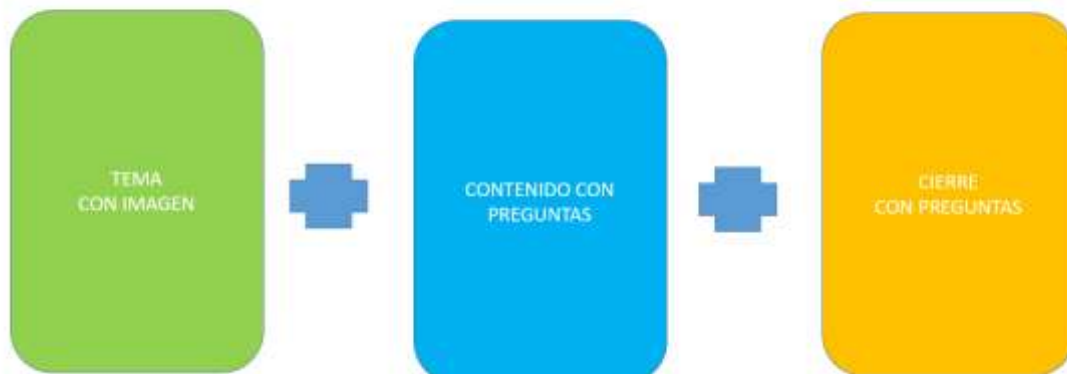 TEMA
CON IMAGEN
CONTENIDO CON
PREGUNTAS
CIERRE
CON PREGUNTAS